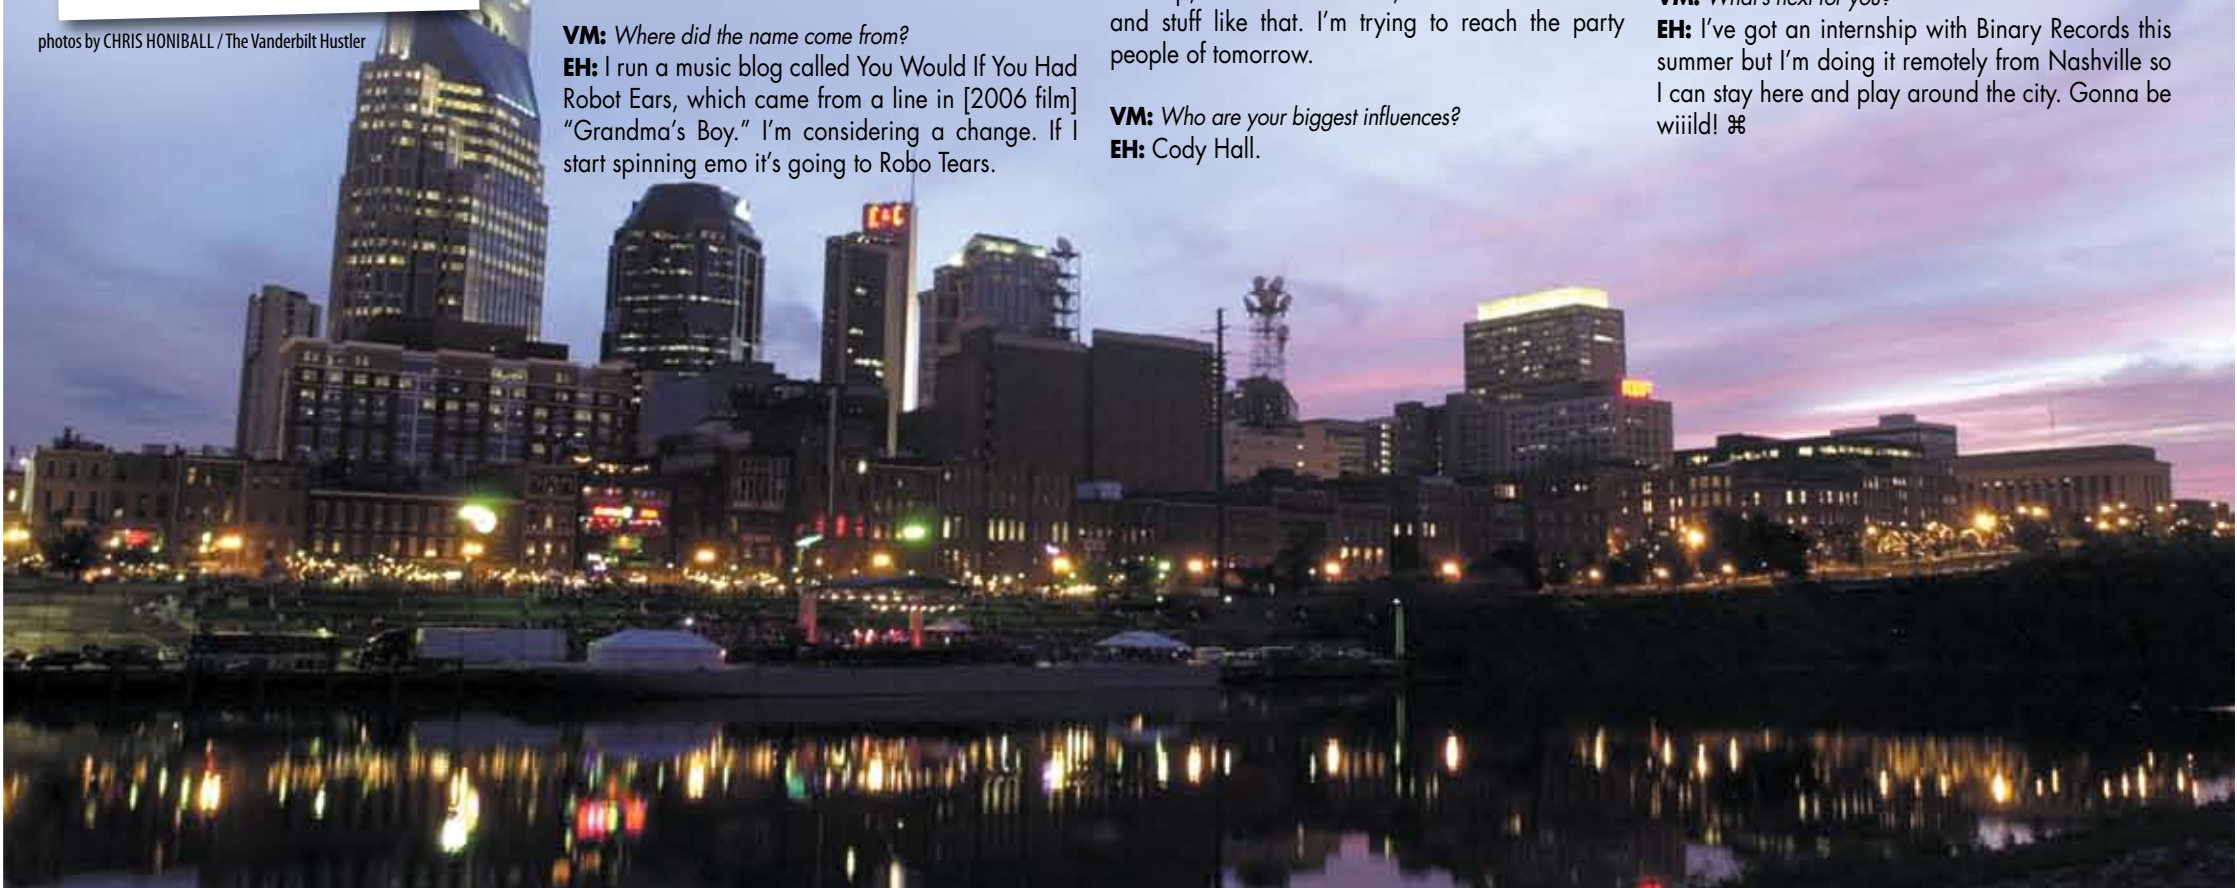 photos by CHRIS HONIBALL / The Vanderbilt Hustler
VM: Where did the name come from?
EH: I run a music blog called You Would If You Had
Robot Ears, which came from a line in [2006 film]
“Grandma’s Boy.” I’m considering a change. If I
start spinning emo it’s going to Robo Tears.
and stuff like that. I’m trying to reach the party
people of tomorrow.
VM: Who are your biggest influences?
EH: Cody Hall.
VM: What’s next for you?
EH: I’ve got an internship with Binary Records this
summer but I’m doing it remotely from Nashville so
I can stay here and play around the city. Gonna be
wiiild! ⌘